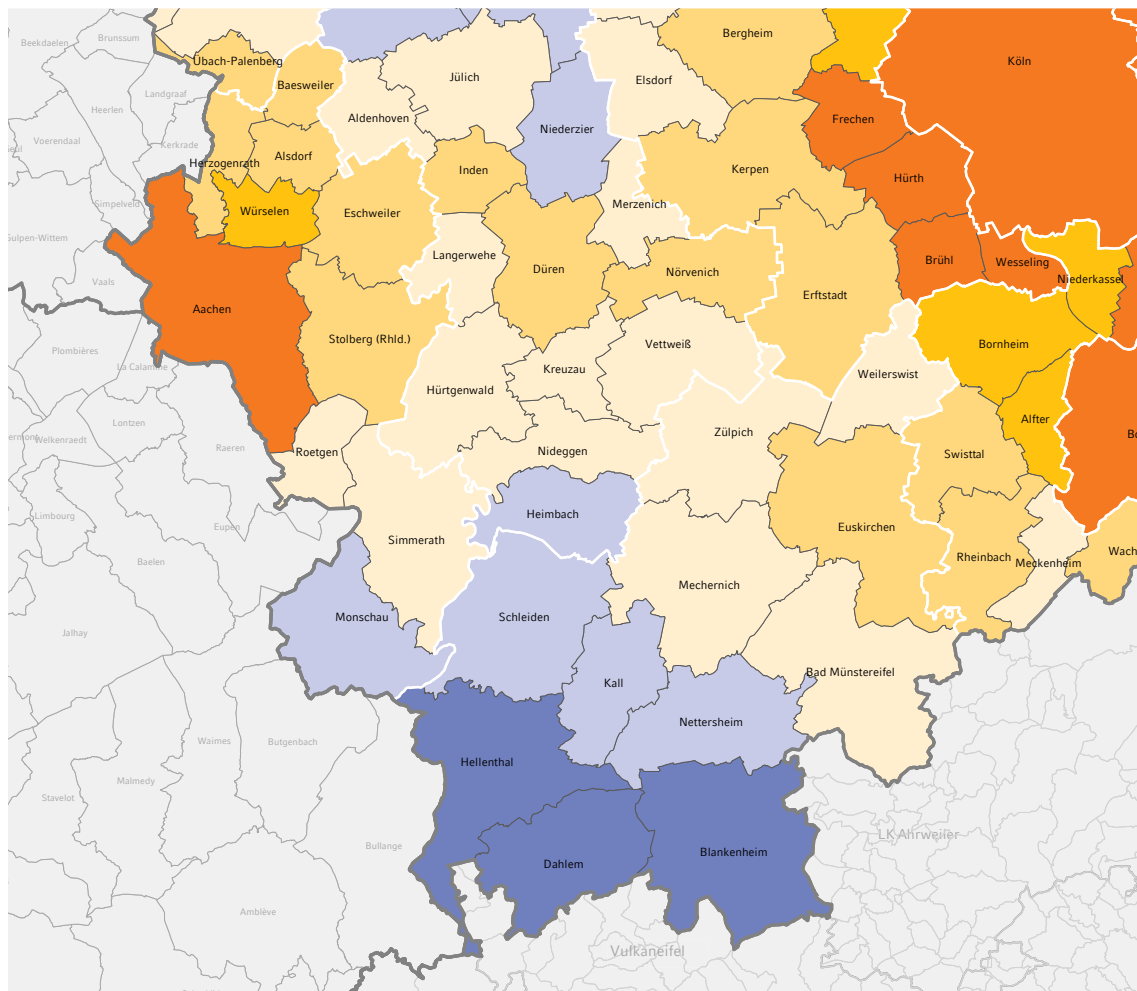 Beekdaelen
Brunssum
Bergheim
Übach-Palenberg
Köln
Jülich
Elsdorf
Baesweiler
Landgraaf
Heerlen
Aldenhoven
Frechen
Niederzier
Voerendaal
Kerkrade
Alsdorf
Herzogenrath
Inden
Kerpen
Hürth
Simpelveld
Merzenich
Würselen
Eschweiler
Gulpen-Wittem
Langerwehe
Brühl
Wesseling
Düren
Nörvenich
Vaals
Niederkassel
Erftstadt
Aachen
Stolberg (Rhld.)
Vettweiß
Bornheim
Plombières
La Calamine
Kreuzau
Weilerswist
Hürtgenwald
Lontzen
Alfter
Zülpich
Welkenraedt
Raeren
Roetgen
Nideggen
Swisttal
Limbourg
Heimbach
Eupen
Euskirchen
Simmerath
Wach
Baelen
Rheinbach
Meckenheim
Mechernich
Monschau
Schleiden
Jalhay
Bad Münstereifel
Kall
Nettersheim
Waimes
Butgenbach
Hellenthal
Malmedy
Stavelot
LK Ahrweiler
Bullange
Blankenheim
Dahlem
Amblève
Vulkaneifel